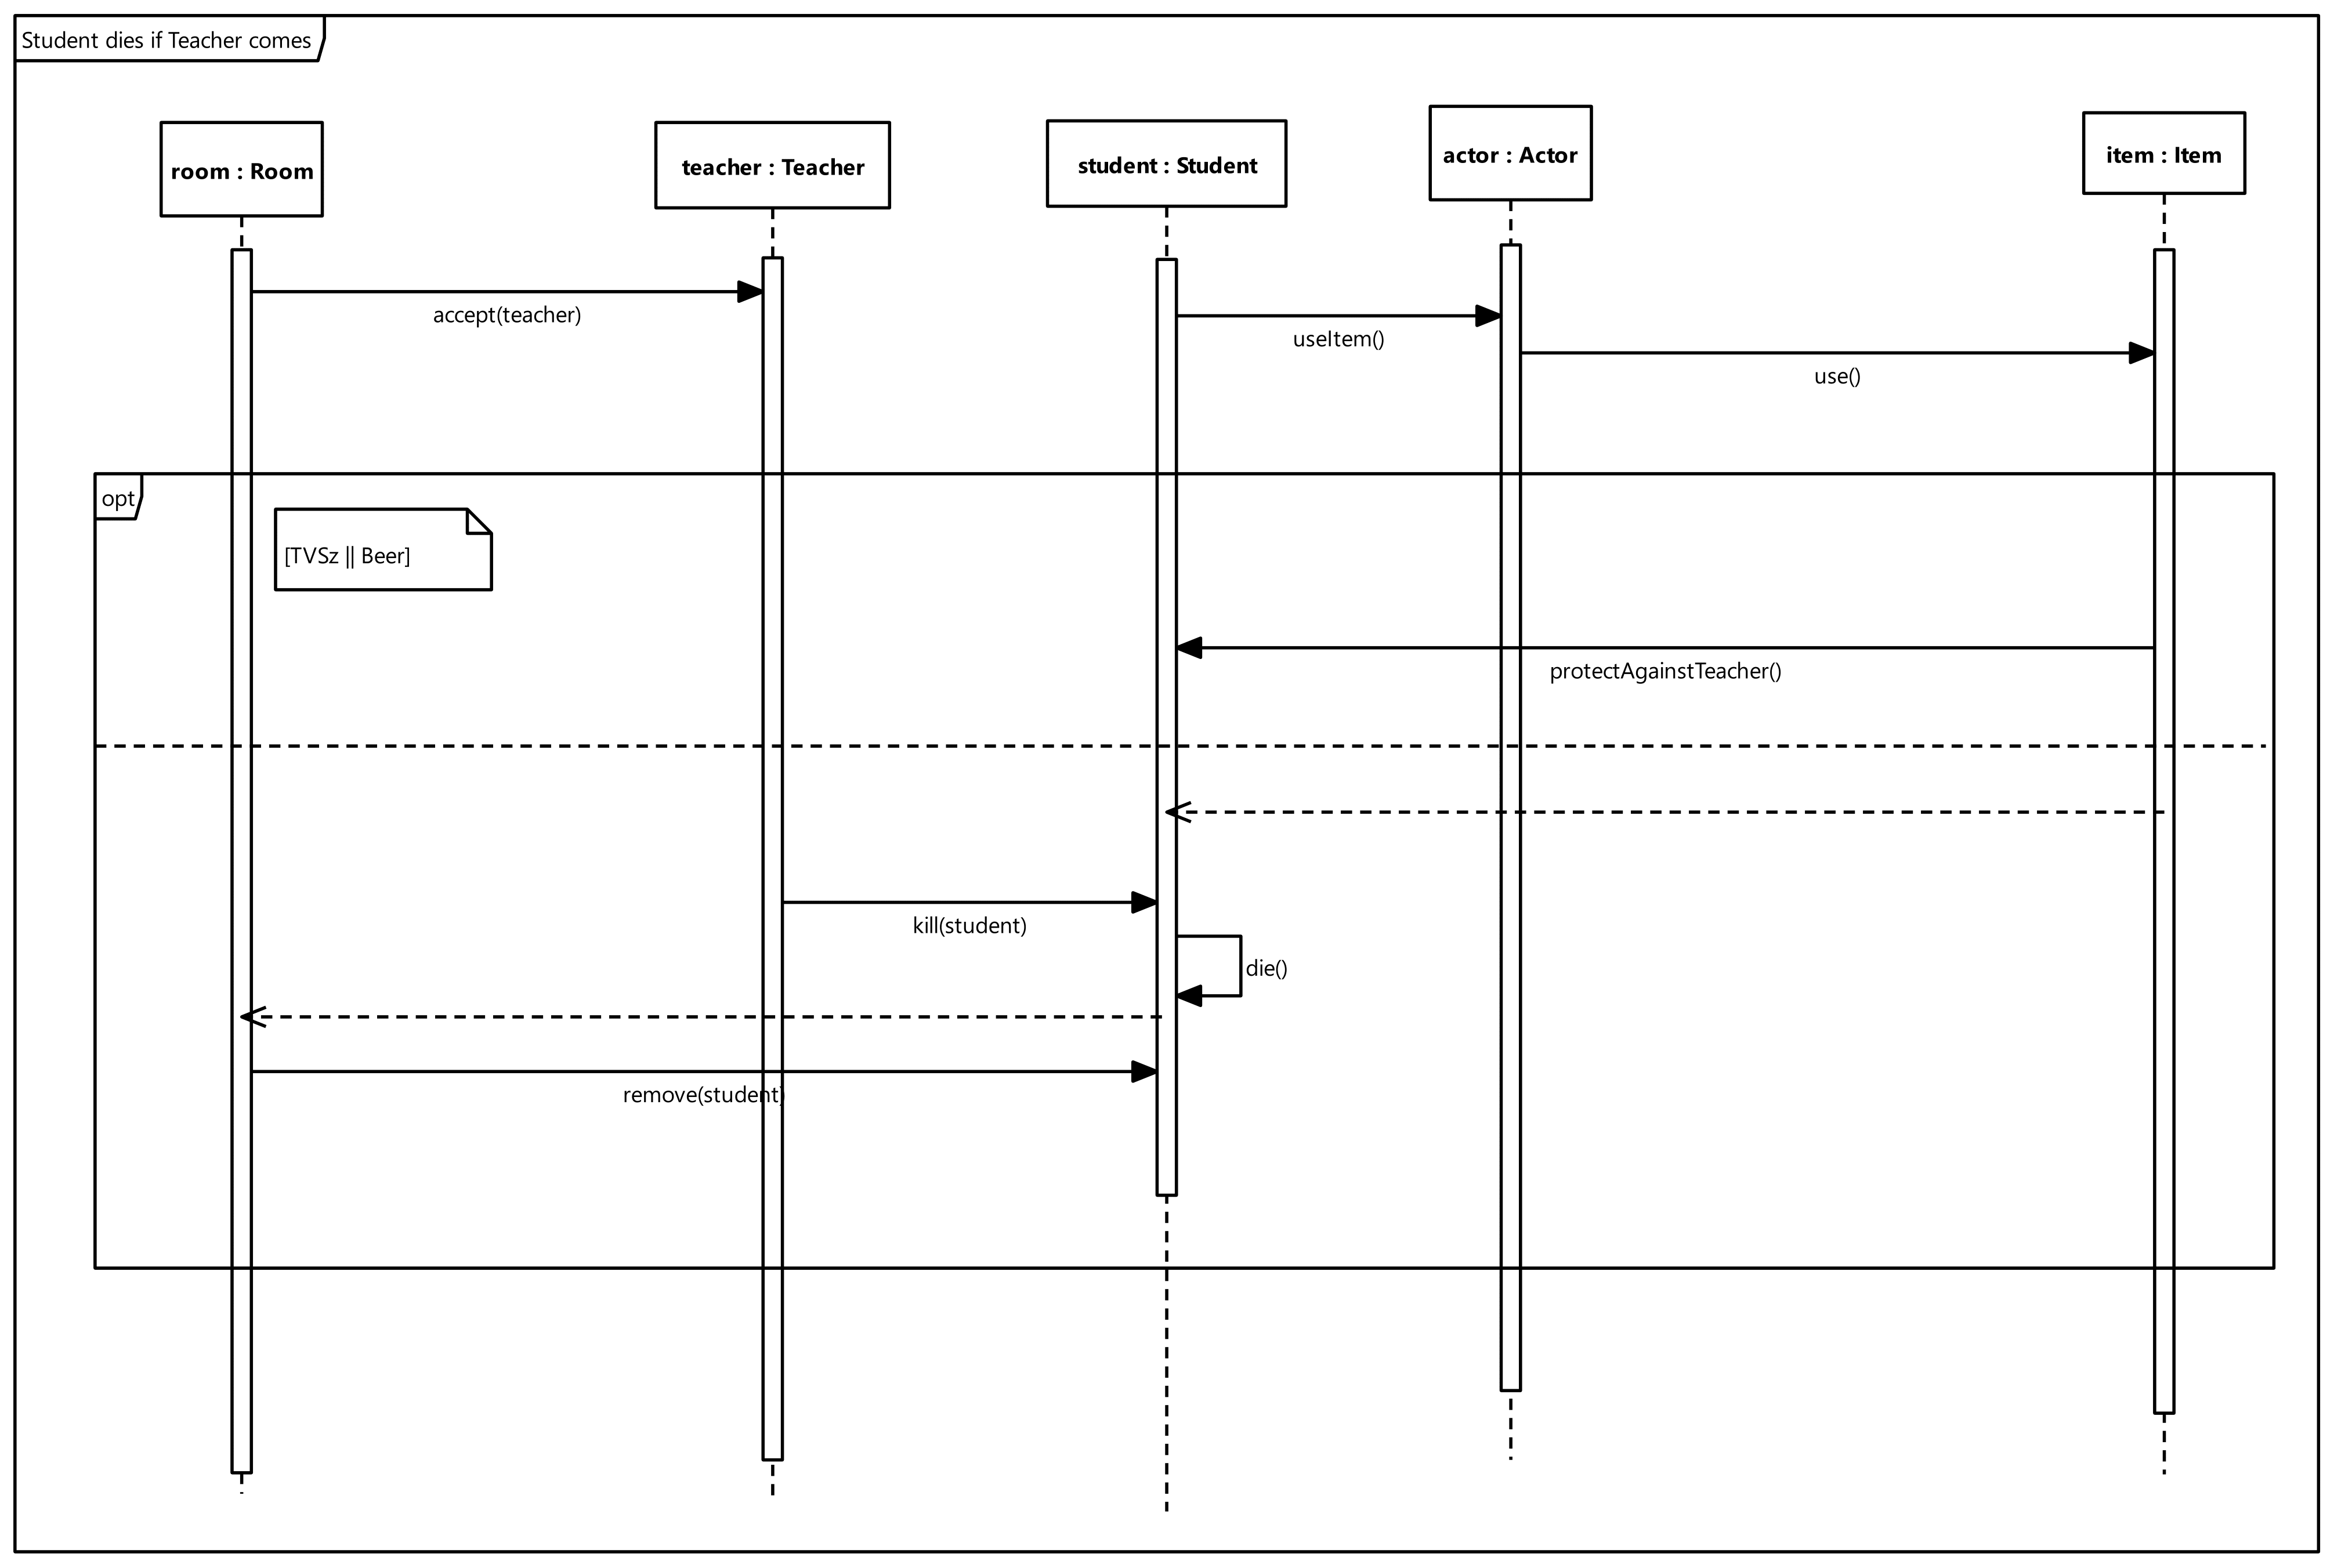 Student dies if Teacher comes
room : Room
teacher : Teacher
student : Student
actor : Actor
item : Item
accept(teacher)
useItem()
use()
opt
[TVSz || Beer]
protectAgainstTeacher()
kill(student)
die()
remove(student)